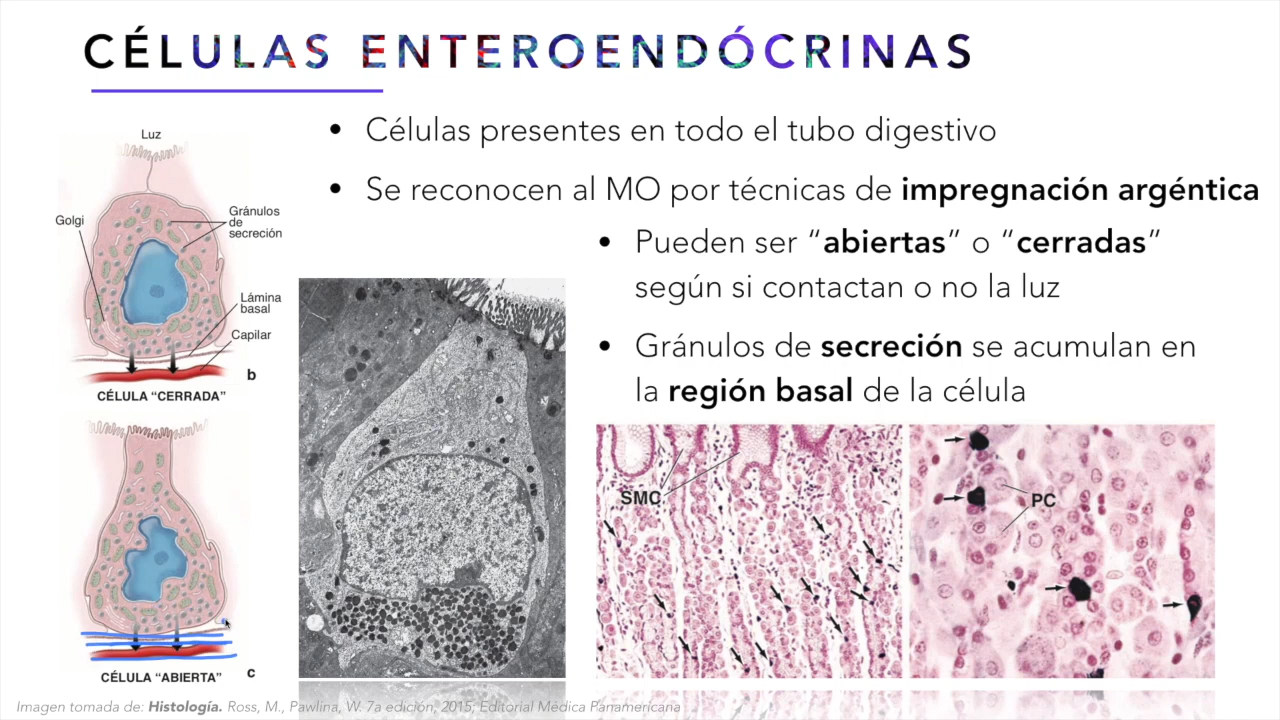 CÉLULAS ENTEROENDÓCRINAS
• Células presentes en todo el tubo digestivo
• Se reconocen al MO por técnicas de impregnación argéntica
• Pueden ser “abiertas” o “cerradas”
según si contactan o no la luz
• Gránulos de secreción se acumulan en
la región basal de la célula
Luz
Golgi
Gránulos
de
secreción
Lámina
basal
Capilar
b
CÉLULA “CERRADA”
CÉLULA “ABIERTA”
c
SMC
PC
Imagen tomada de: Histología. Ross, M., Pawlina, W. 7a edición, 2015, Editorial Médica Panamericana